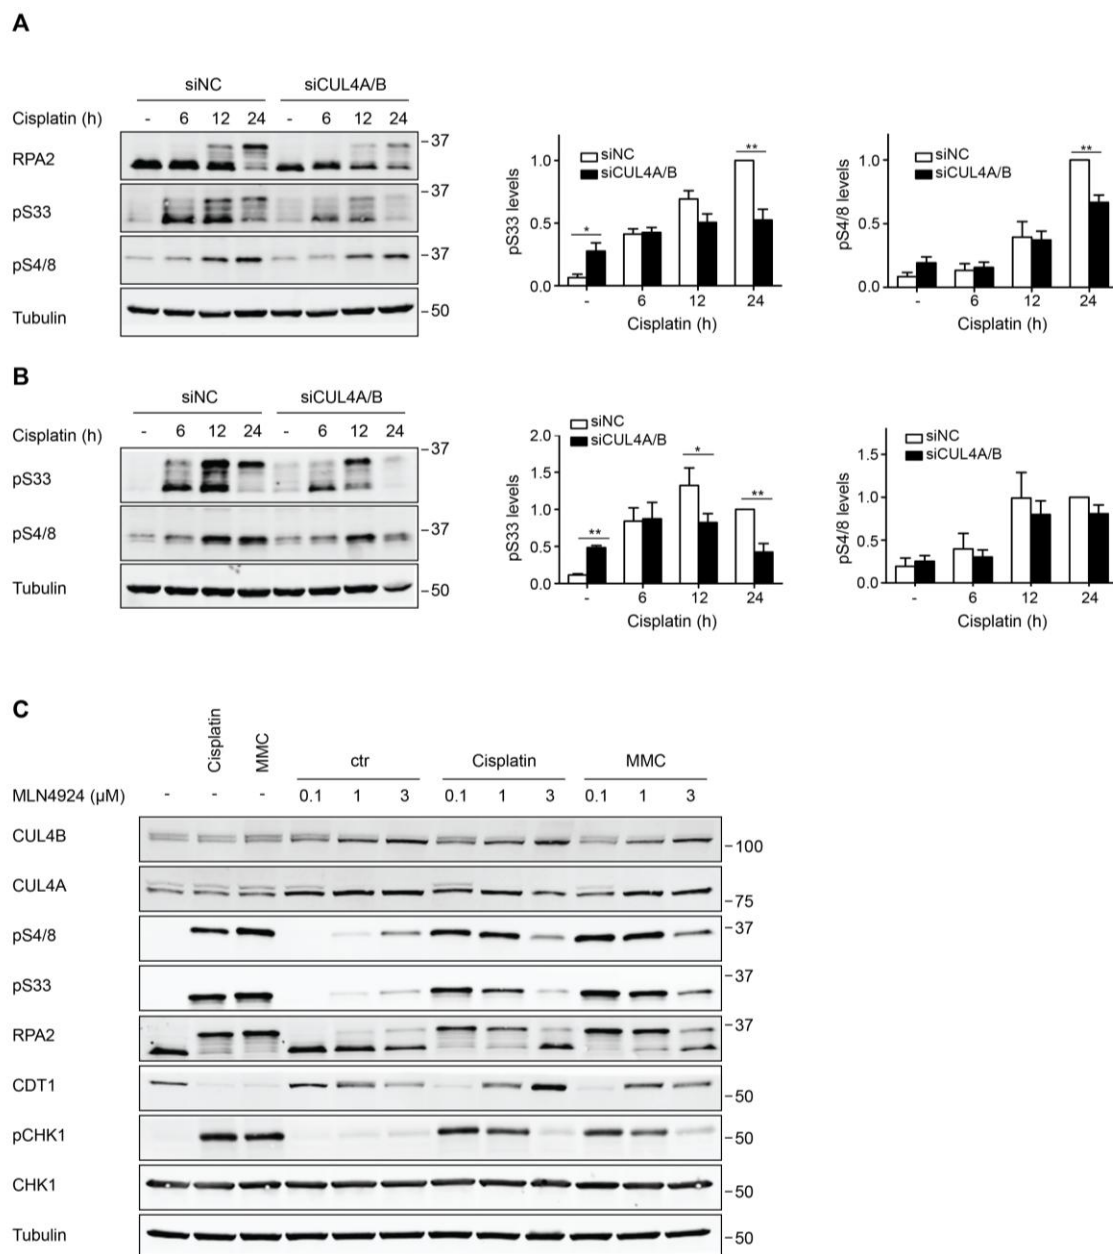 A
siNC siCUL4A/B
Cisplatin (h) - 6 12 24 - 6 12 24
RPA2 -37
pS33 -37
pS4/8 -37
Tubulin -50
pS33 levels
1.0
0.5
0.0
siNC
siCUL4A/B
*
**
- 6 12 24
Cisplatin (h)
pS4/8 levels
1.0
0.5
0.0
siNC
siCUL4A/B
**
- 6 12 24
Cisplatin (h)
B
siNC siCUL4A/B
Cisplatin (h) - 6 12 24 - 6 12 24
pS33 -37
pS4/8 -37
Tubulin -50
pS33 levels
2.0
1.5
1.0
0.5
0.0
siNC
siCUL4A/B
**
*
**
- 6 12 24
Cisplatin (h)
pS4/8 levels
1.5
1.0
0.5
0.0
siNC
siCUL4A/B
- 6 12 24
Cisplatin (h)
C
Cisplatin MMC ctr Cisplatin MMC
MLN4924 (µM) - - - 0.1 1 3 0.1 1 3 0.1 1 3
CUL4B -100
CUL4A -75
pS4/8 -37
pS33 -37
RPA2 -37
CDT1 -50
pCHK1 -50
CHK1 -50
Tubulin -50